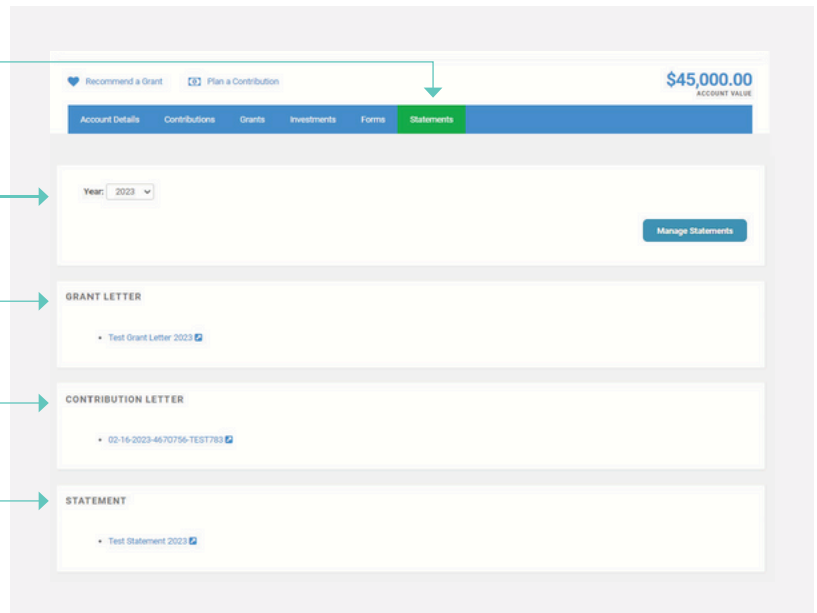 Recommend a Grant Plan a Contribution $45,000.00
ACCOUNT VALUE
Account Details Contributions Grants Investments Forms Statements
Year: 2023
Manage Statements
GRANT LETTER
• Test Grant Letter 2023
CONTRIBUTION LETTER
• 02-16-2023-4670756-TEST783
STATEMENT
• Test Statement 2023